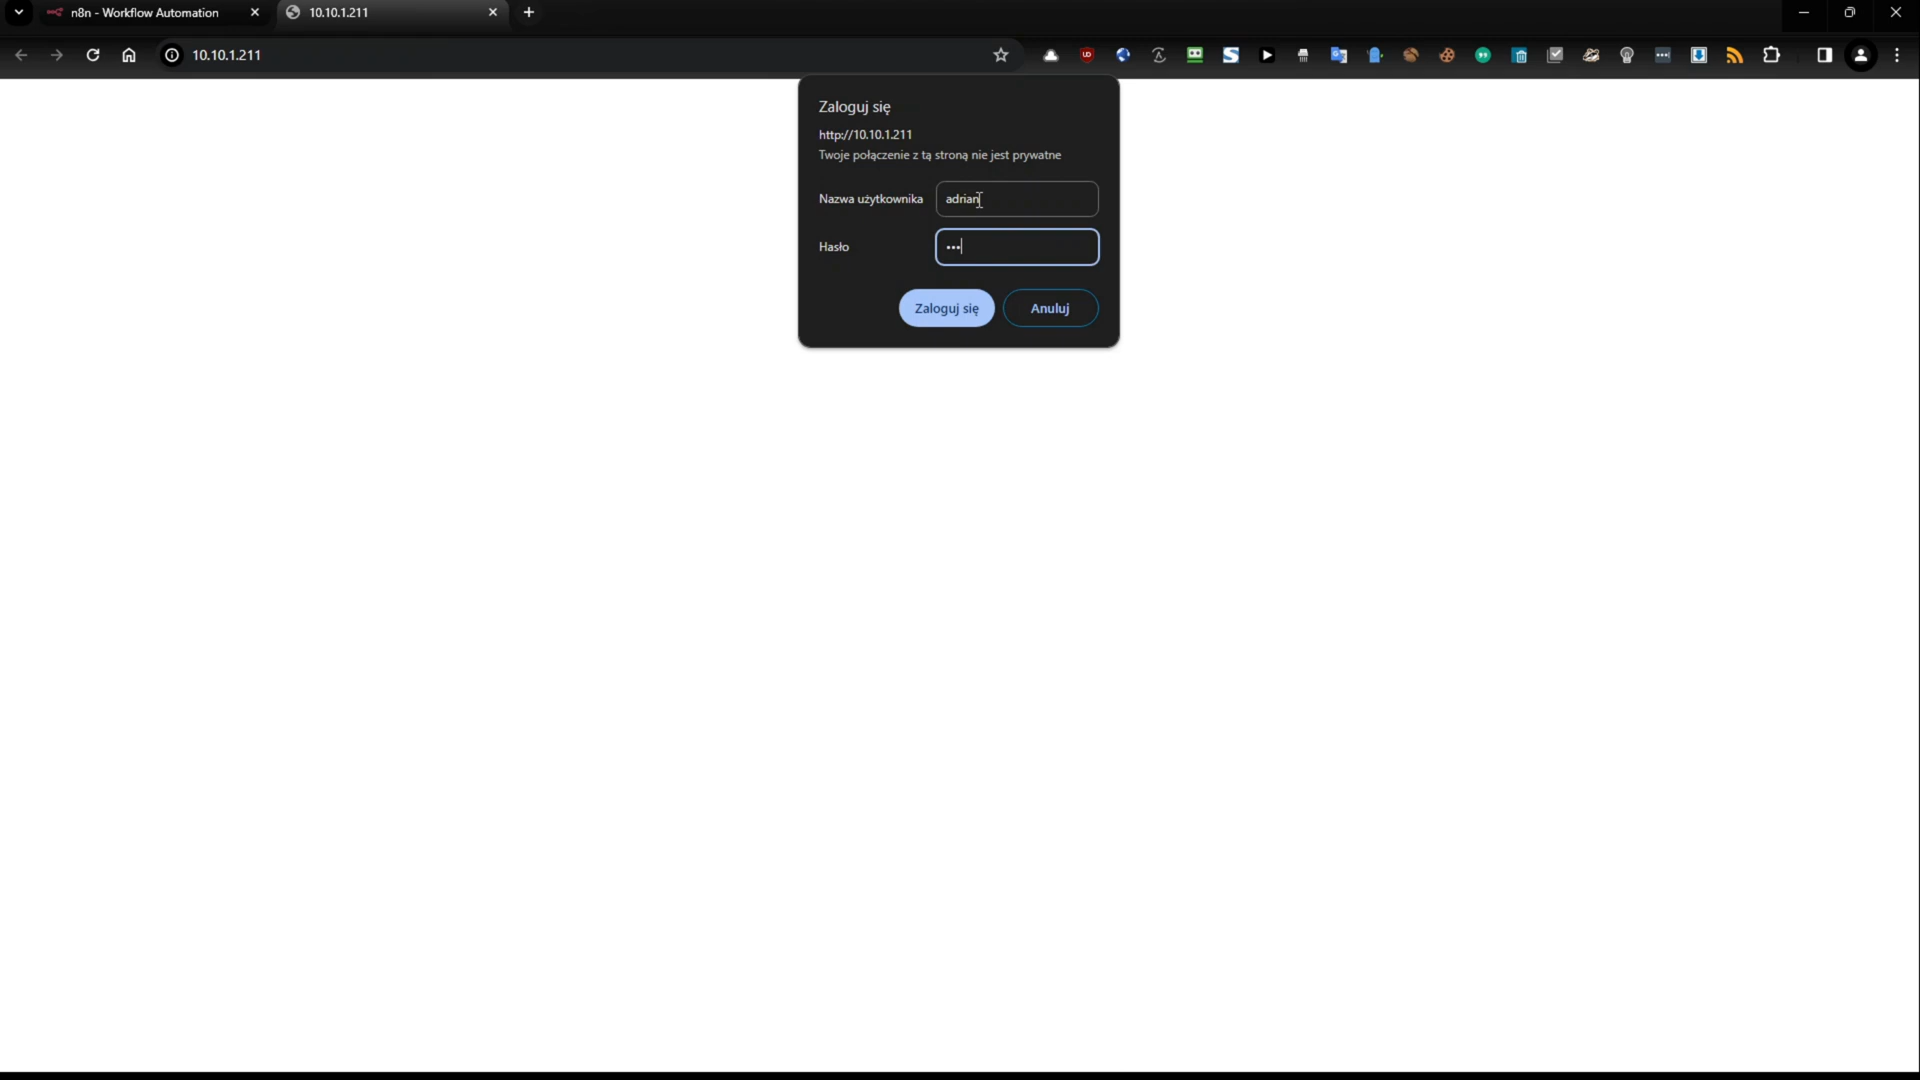 n8n - Workflow Automation
10.10.1.211
10.10.1.211
Zaloguj się
http://10.10.1.211
Twoje połączenie z tą stroną nie jest prywatne
Nazwa użytkownika
adrian
Hasło
•••
Zaloguj się
Anuluj